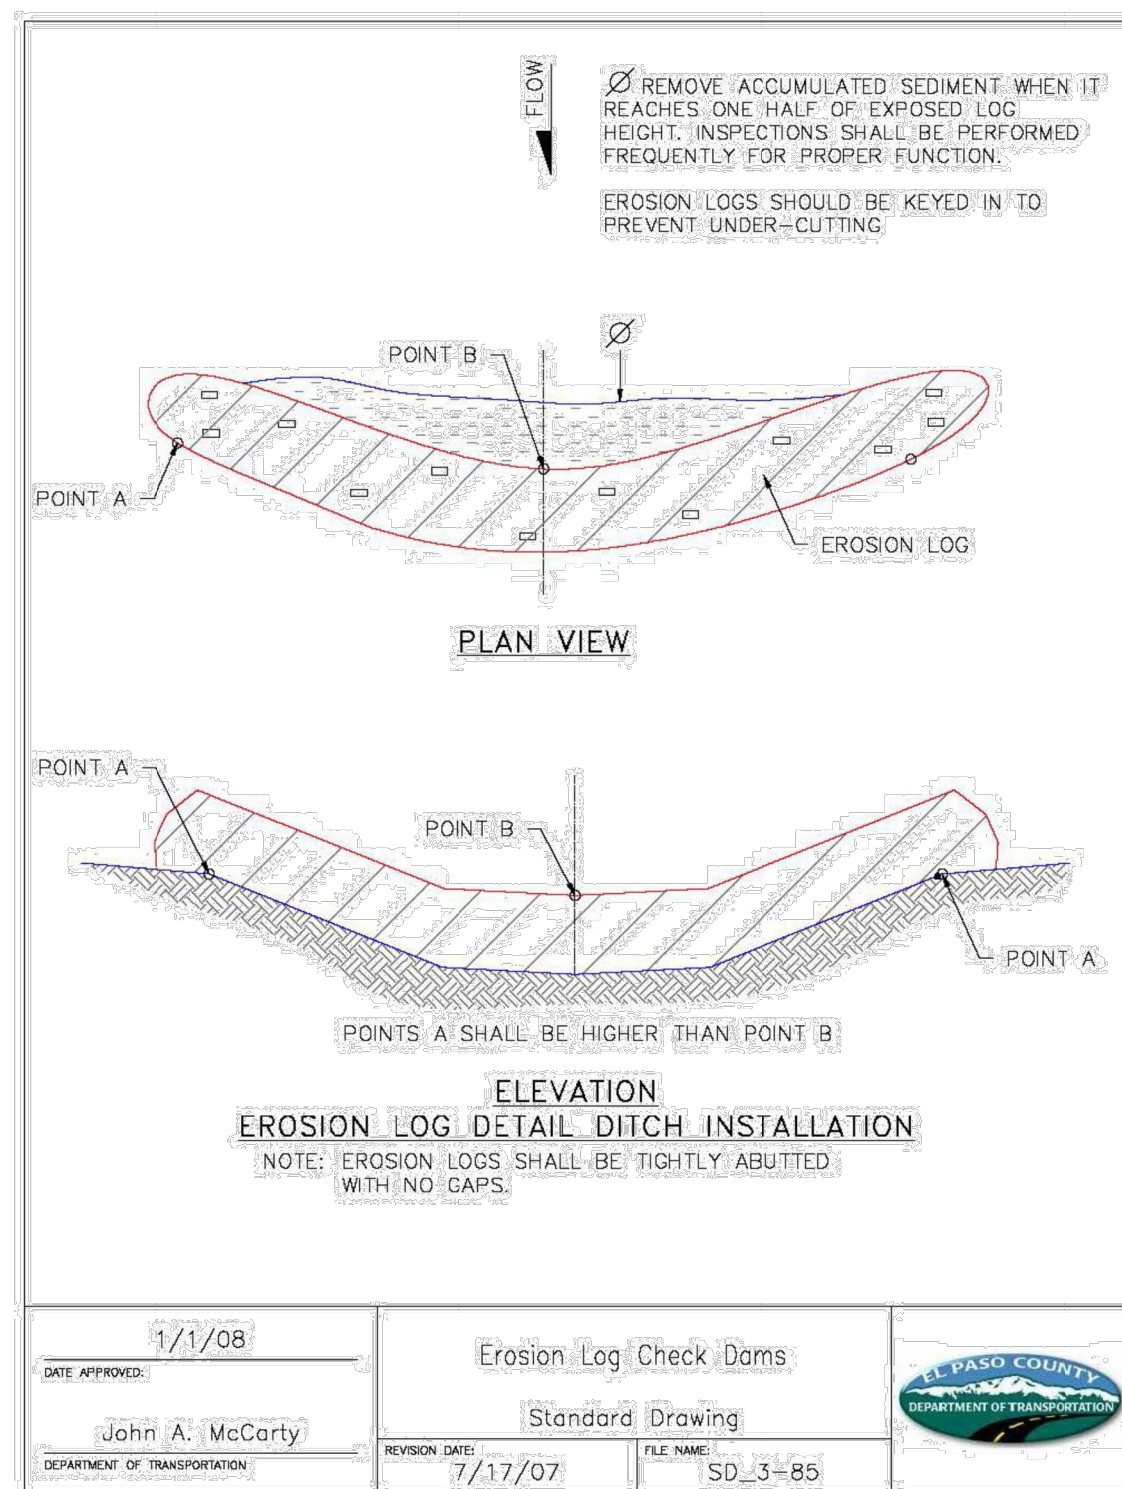 FLOW
Ø REMOVE ACCUMULATED SEDIMENT WHEN IT
REACHES ONE HALF OF EXPOSED LOG
HEIGHT. INSPECTIONS SHALL BE PERFORMED
FREQUENTLY FOR PROPER FUNCTION.
EROSION LOGS SHOULD BE KEYED IN TO
PREVENT UNDER-CUTTING
Ø
POINT B
POINT A
EROSION LOG
PLAN VIEW
POINT A
POINT B
POINT A
POINTS A SHALL BE HIGHER THAN POINT B
ELEVATION
EROSION LOG DETAIL DITCH INSTALLATION
NOTE: EROSION LOGS SHALL BE TIGHTLY ABUTTED
WITH NO GAPS.
1/1/08
DATE APPROVED:
John A. McCarty
DEPARTMENT OF TRANSPORTATION
Erosion Log Check Dams
Standard Drawing
REVISION DATE:
7/17/07
FILE NAME:
SD_3-85
EL PASO COUNTY
DEPARTMENT OF TRANSPORTATION